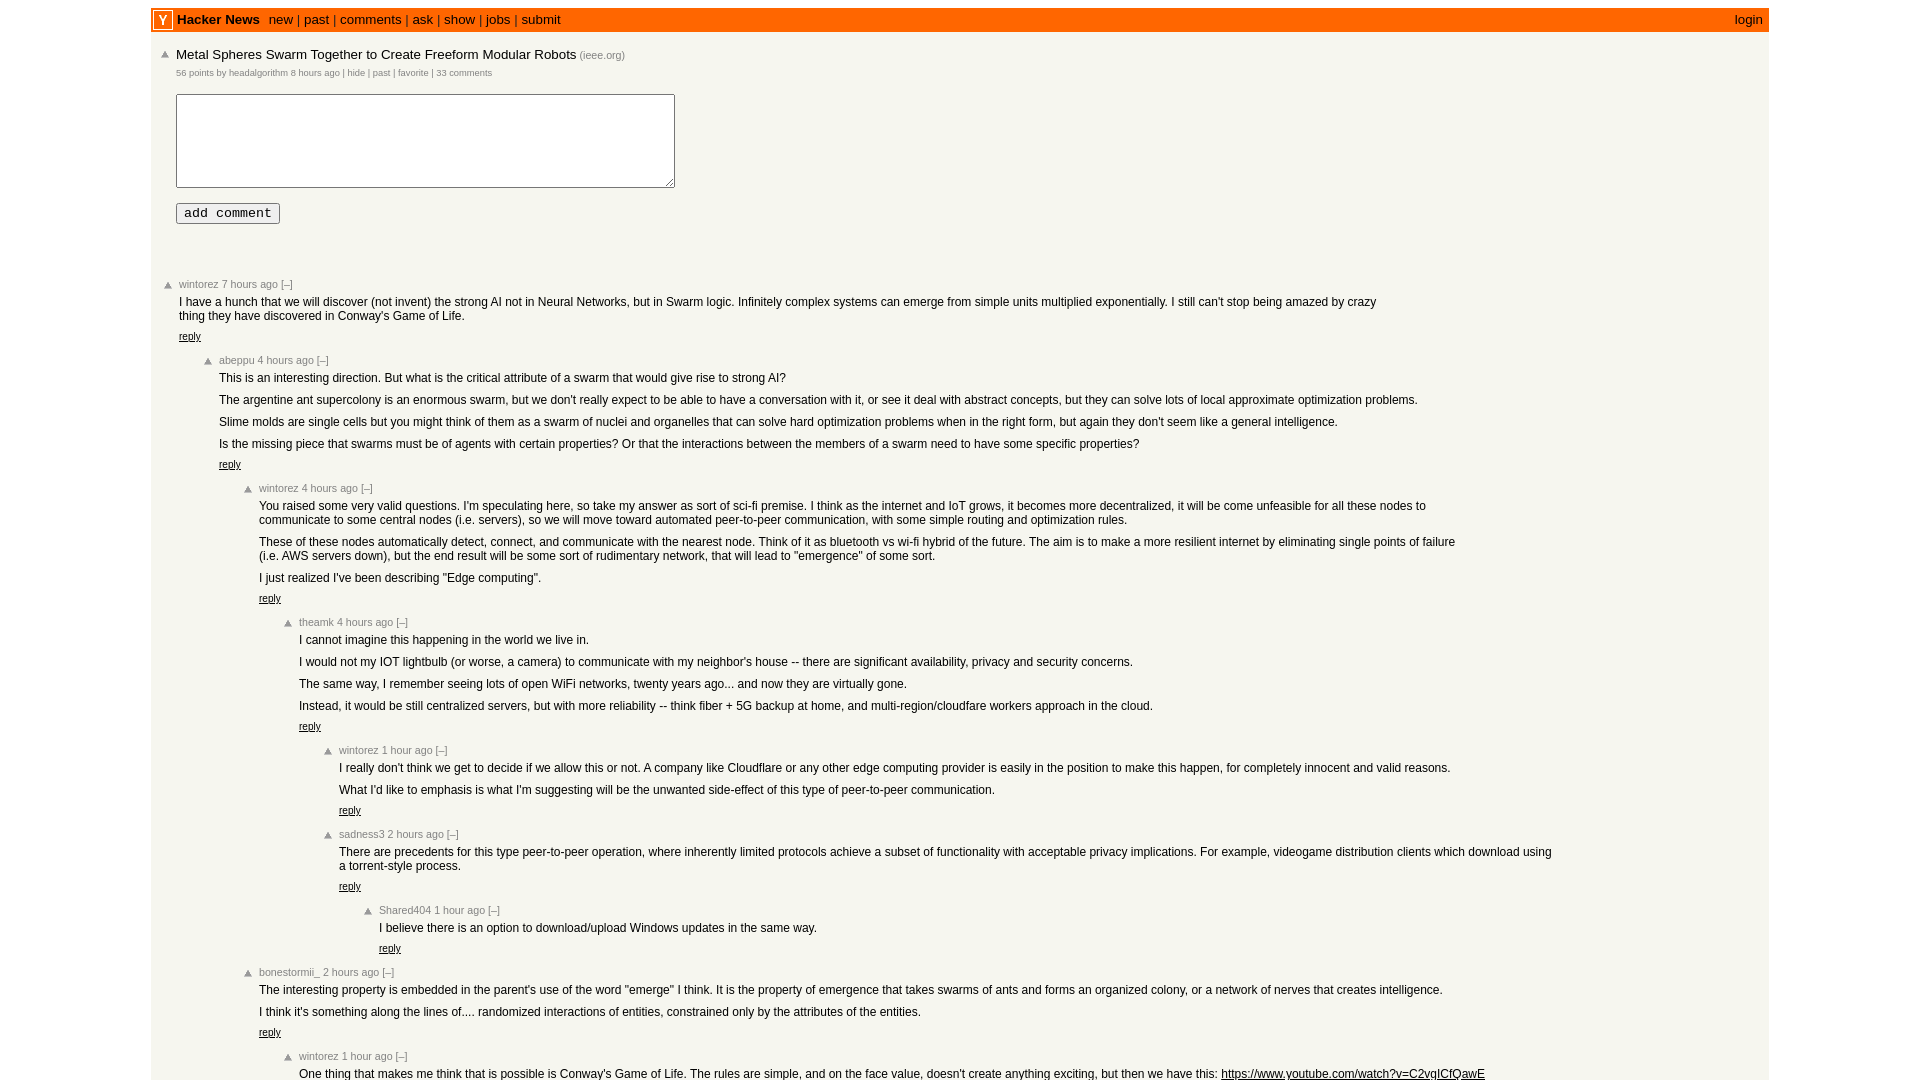 Y Hacker News new | past | comments | ask | show | jobs | submit login
Metal Spheres Swarm Together to Create Freeform Modular Robots (ieee.org)
56 points by headalgorithm 8 hours ago | hide | past | favorite | 33 comments
add comment
wintorez 7 hours ago [–]
I have a hunch that we will discover (not invent) the strong AI not in Neural Networks, but in Swarm logic. Infinitely complex systems can emerge from simple units multiplied exponentially. I still can't stop being amazed by crazy
thing they have discovered in Conway's Game of Life.
reply
abeppu 4 hours ago [–]
This is an interesting direction. But what is the critical attribute of a swarm that would give rise to strong AI?
The argentine ant supercolony is an enormous swarm, but we don't really expect to be able to have a conversation with it, or see it deal with abstract concepts, but they can solve lots of local approximate optimization problems.
Slime molds are single cells but you might think of them as a swarm of nuclei and organelles that can solve hard optimization problems when in the right form, but again they don't seem like a general intelligence.
Is the missing piece that swarms must be of agents with certain properties? Or that the interactions between the members of a swarm need to have some specific properties?
reply
wintorez 4 hours ago [–]
You raised some very valid questions. I'm speculating here, so take my answer as sort of sci-fi premise. I think as the internet and IoT grows, it becomes more decentralized, it will be come unfeasible for all these nodes to
communicate to some central nodes (i.e. servers), so we will move toward automated peer-to-peer communication, with some simple routing and optimization rules.
These of these nodes automatically detect, connect, and communicate with the nearest node. Think of it as bluetooth vs wi-fi hybrid of the future. The aim is to make a more resilient internet by eliminating single points of failure
(i.e. AWS servers down), but the end result will be some sort of rudimentary network, that will lead to "emergence" of some sort.
I just realized I've been describing "Edge computing".
reply
theamk 4 hours ago [–]
I cannot imagine this happening in the world we live in.
I would not my IOT lightbulb (or worse, a camera) to communicate with my neighbor's house -- there are significant availability, privacy and security concerns.
The same way, I remember seeing lots of open WiFi networks, twenty years ago... and now they are virtually gone.
Instead, it would be still centralized servers, but with more reliability -- think fiber + 5G backup at home, and multi-region/cloudfare workers approach in the cloud.
reply
wintorez 1 hour ago [–]
I really don't think we get to decide if we allow this or not. A company like Cloudflare or any other edge computing provider is easily in the position to make this happen, for completely innocent and valid reasons.
What I'd like to emphasis is what I'm suggesting will be the unwanted side-effect of this type of peer-to-peer communication.
reply
sadness3 2 hours ago [–]
There are precedents for this type peer-to-peer operation, where inherently limited protocols achieve a subset of functionality with acceptable privacy implications. For example, videogame distribution clients which download using
a torrent-style process.
reply
Shared404 1 hour ago [–]
I believe there is an option to download/upload Windows updates in the same way.
reply
bonestormii_ 2 hours ago [–]
The interesting property is embedded in the parent's use of the word "emerge" I think. It is the property of emergence that takes swarms of ants and forms an organized colony, or a network of nerves that creates intelligence.
I think it's something along the lines of.... randomized interactions of entities, constrained only by the attributes of the entities.
reply
wintorez 1 hour ago [–]
One thing that makes me think that is possible is Conway's Game of Life. The rules are simple, and on the face value, doesn't create anything exciting, but then we have this: https://www.youtube.com/watch?v=C2vgICfQawE